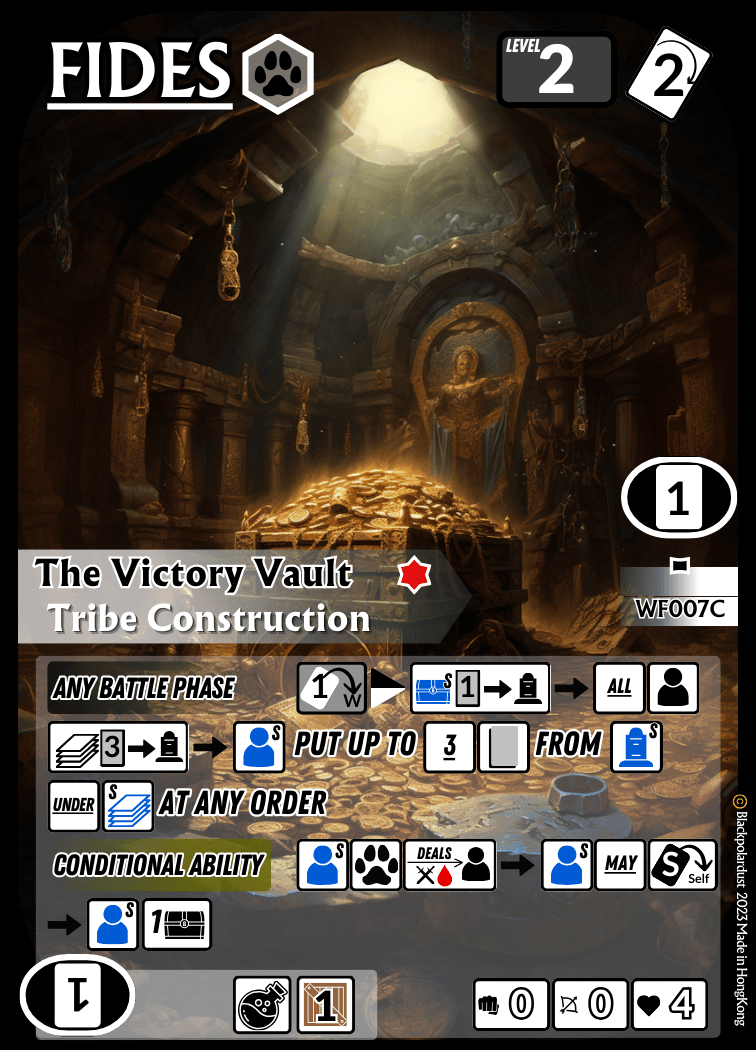 FIDES
LEVEL 2
2
1
The Victory Vault
Tribe Construction
WF007C
ANY BATTLE PHASE 1 W S 1 ALL
3 S PUT UP TO 3 FROM S
UNDER S AT ANY ORDER
CONDITIONAL ABILITY S DEALS S MAY S Self
S 1
1
1 0 0 4
© Blackpolardust 2023 Made in HongKong